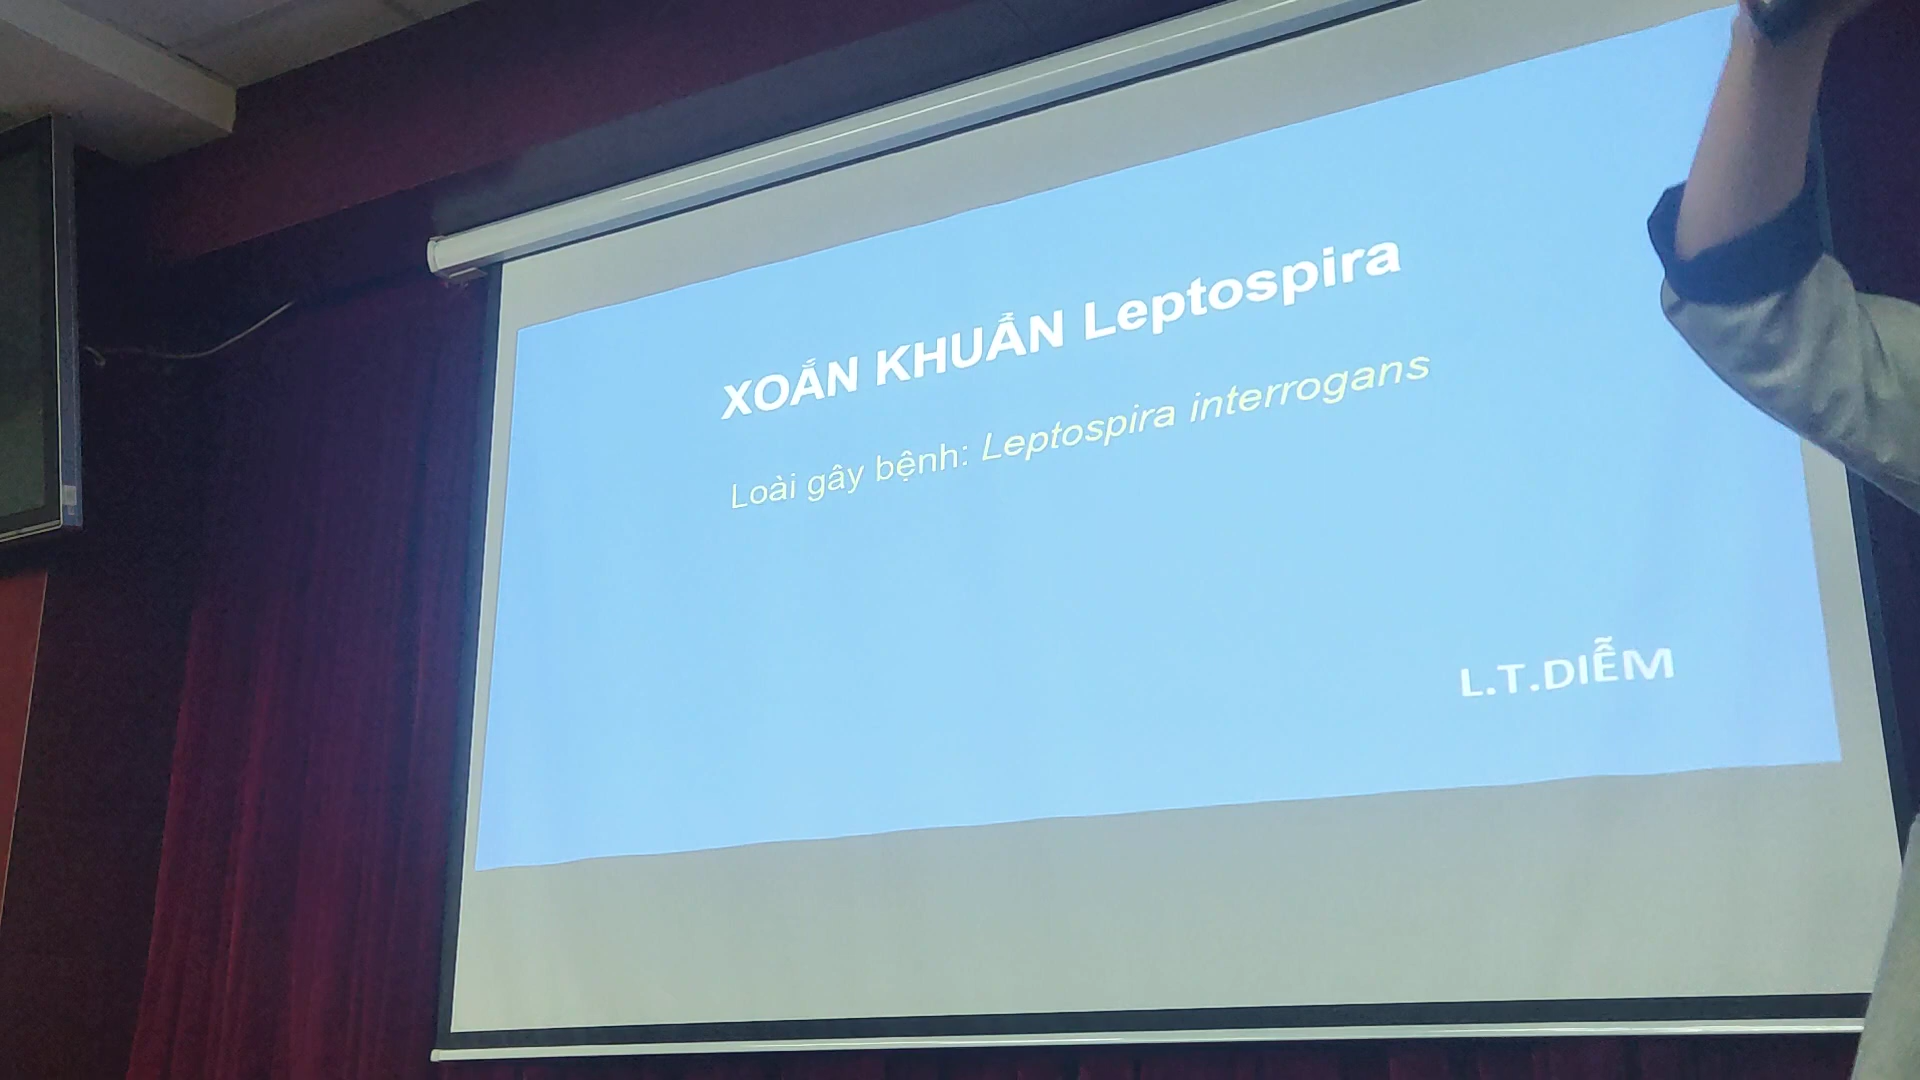 XOẮN KHUẨN Leptospira
Loài gây bệnh: Leptospira interrogans
L.T.DIỄM